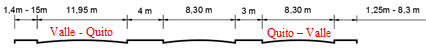 1,4m - 15m 11,95 m 4 m 8,30 m 3 m 8,30 m 1,25m - 8,3 m
Valle - Quito Quito – Valle